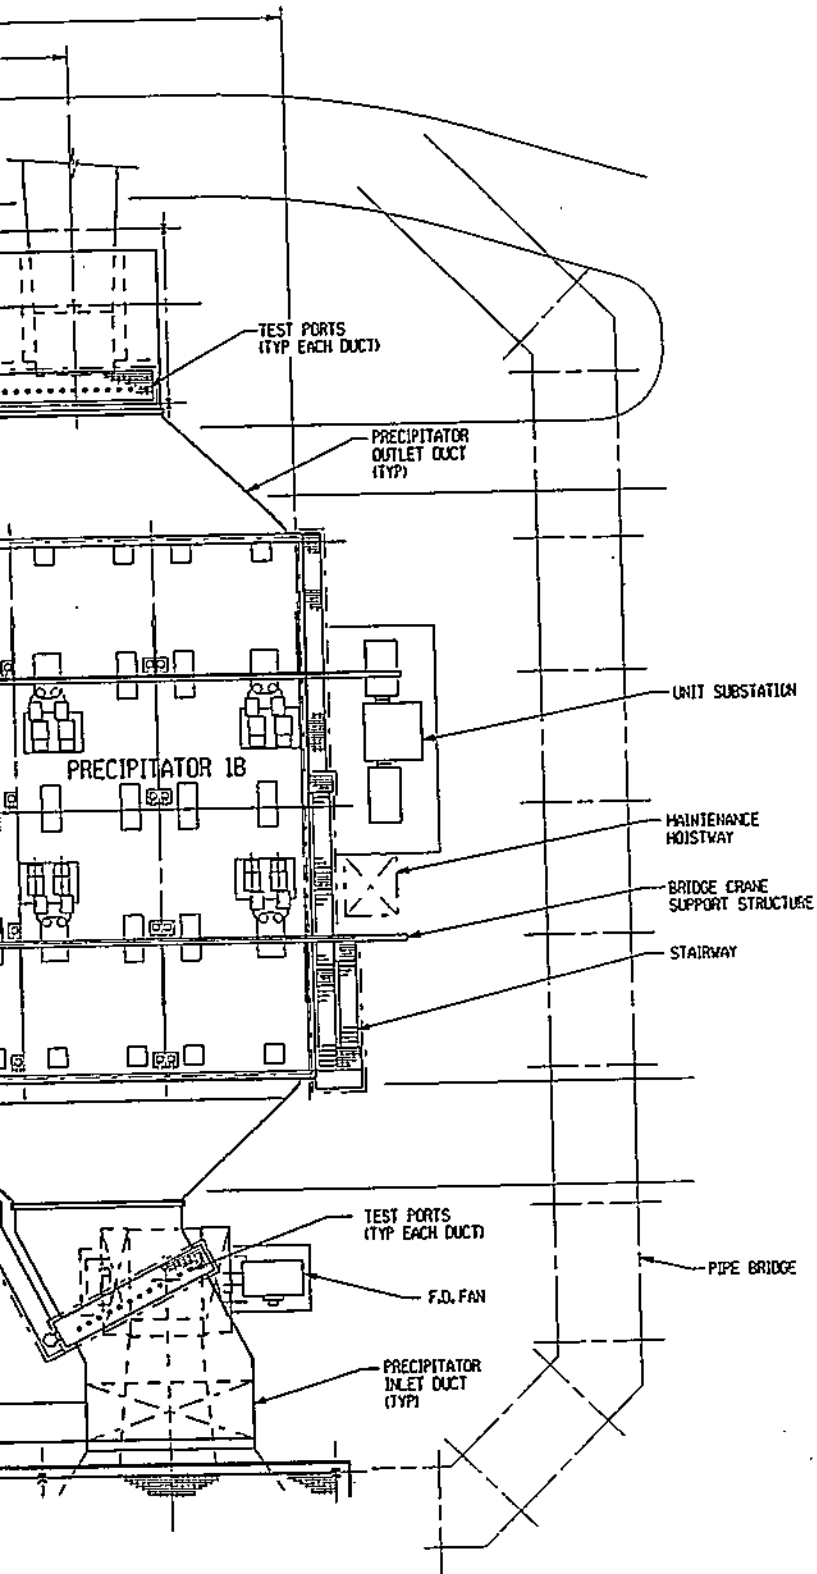 TEST PORTS
(TYP EACH DUCT)
PRECIPITATOR
OUTLET DUCT
(TYP)
UNIT SUBSTATION
PRECIPITATOR 1B
MAINTENANCE
HOISTWAY
BRIDGE CRANE
SUPPORT STRUCTURE
STAIRWAY
TEST PORTS
(TYP EACH DUCT)
PIPE BRIDGE
F.D. FAN
PRECIPITATOR
INLET DUCT
(TYP)